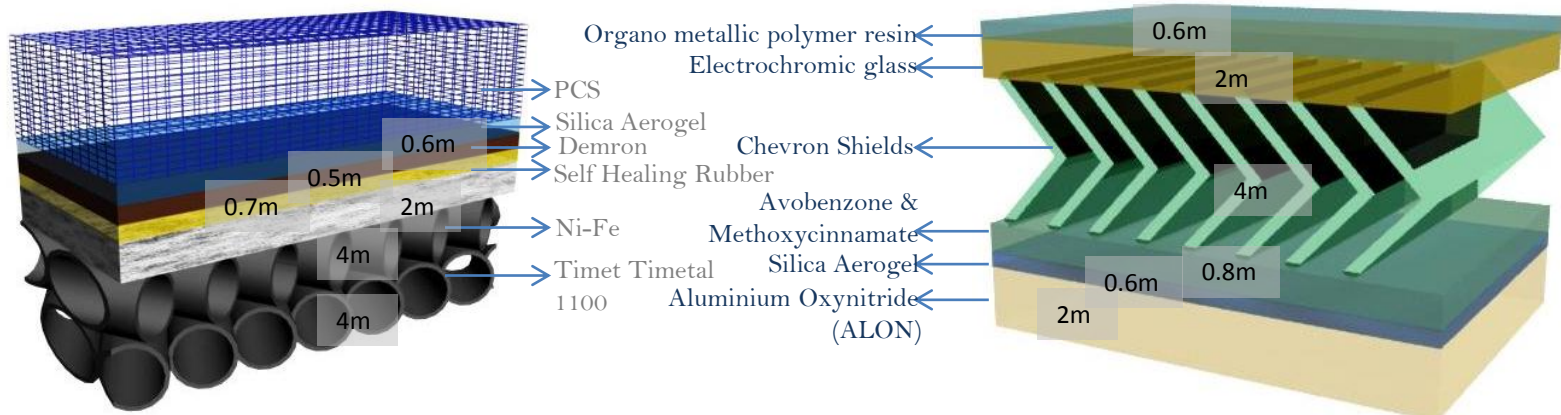 0.6m
0.5m
0.7m
2m
4m
4m
PCS
Silica Aerogel
Demron
Self Healing Rubber
Ni-Fe
Timet Timetal
1100
Organo metallic polymer resin
Electrochromic glass
Chevron Shields
Avobenzone &
Methoxycinnamate
Silica Aerogel
Aluminium Oxynitride
(ALON)
0.6m
2m
4m
0.8m
0.6m
2m